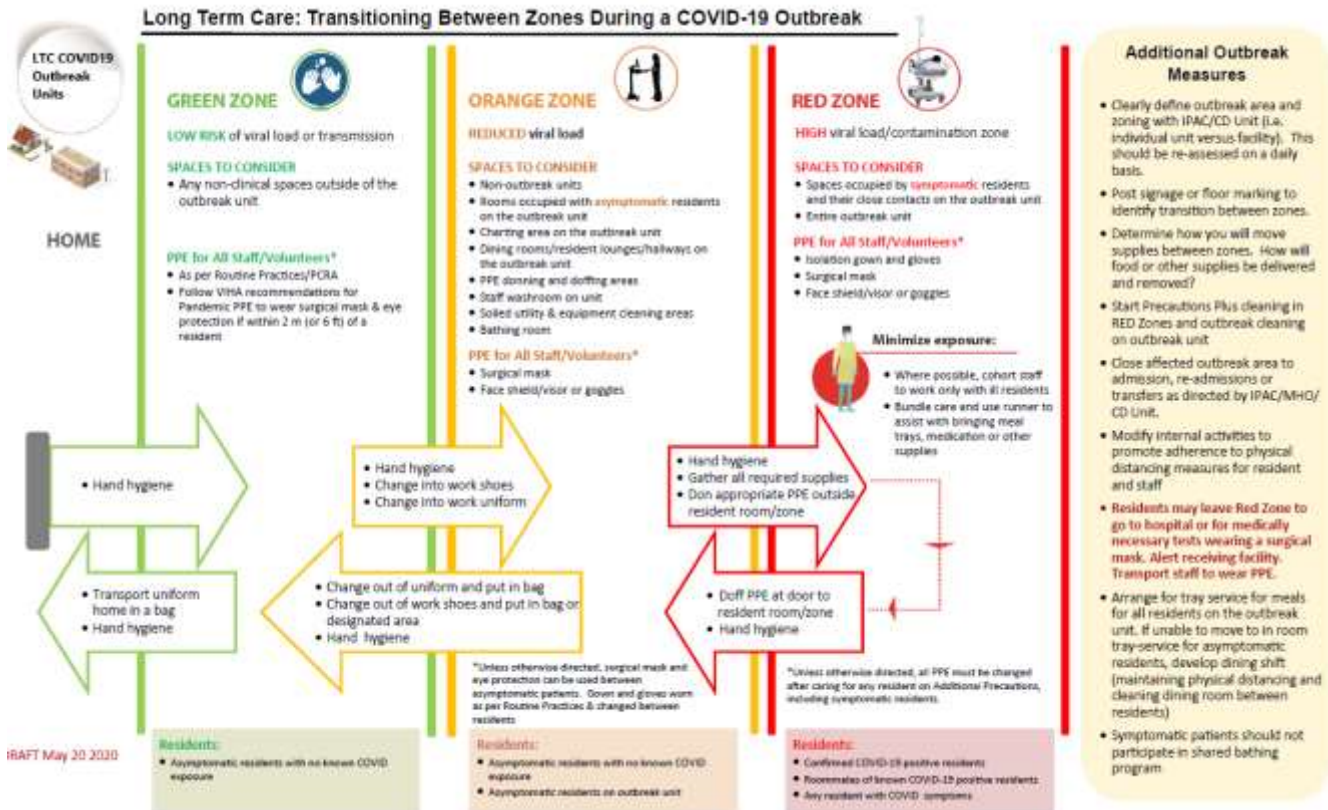 Long Term Care: Transitioning Between Zones During a COVID-19 Outbreak
LTC COVID19
Outbreak
Units
HOME
GREEN ZONE
LOW RISK of viral load or transmission
SPACES TO CONSIDER
• Any non-clinical spaces outside of the
outbreak unit
PPE for All Staff/Volunteers*
• As per Routine Practices/PCRA
• Follow VIHA recommendations for
Pandemic PPE to wear surgical mask & eye
protection if within 2 m (or 6 ft) of a
resident
ORANGE ZONE
REDUCED viral load
SPACES TO CONSIDER
• Non-outbreak units
• Rooms occupied with asymptomatic residents
on the outbreak unit
• Charting area on the outbreak unit
• Dining rooms/resident lounges/hallways on
the outbreak unit
• PPE donning and doffing areas
• Staff washroom on unit
• Soiled utility & equipment cleaning areas
• Bathing room
PPE for All Staff/Volunteers*
• Surgical mask
• Face shield/visor or goggles
RED ZONE
HIGH viral load/contamination zone
SPACES TO CONSIDER
• Spaces occupied by symptomatic residents
and their close contacts on the outbreak unit
• Entire outbreak unit
PPE for All Staff/Volunteers*
• Isolation gown and gloves
• Surgical mask
• Face shield/visor or goggles
Minimize exposure:
• Where possible, cohort staff
to work only with ill residents
• Bundle care and use runner to
assist with bringing meal
trays, medication or other
supplies
• Hand hygiene
• Hand hygiene
• Change into work shoes
• Change into work uniform
• Hand hygiene
• Gather all required supplies
• Don appropriate PPE outside
resident room/zone
• Transport uniform
home in a bag
• Hand hygiene
• Change out of uniform and put in bag
• Change out of work shoes and put in bag or
designated area
• Hand hygiene
• Doff PPE at door to
resident room/zone
• Hand hygiene
*Unless otherwise directed, surgical mask and
eye protection can be used between
asymptomatic patients. Gown and gloves worn
as per Routine Practices & changed between
residents
*Unless otherwise directed, all PPE must be changed
after caring for any resident on Additional Precautions,
including symptomatic residents.
RAFT May 20 2020
Residents:
• Asymptomatic residents with no known COVID
exposure
Residents:
• Asymptomatic residents with no known COVID
exposure
• Asymptomatic residents on outbreak unit
Residents:
• Confirmed COVID-19 positive residents
• Roommates of known COVID-19 positive residents
• Any resident with COVID symptoms
Additional Outbreak
Measures
• Clearly define outbreak area and
zoning with IPAC/CD Unit (i.e.
individual unit versus facility). This
should be re-assessed on a daily
basis.
• Post signage or floor marking to
identify transition between zones.
• Determine how you will move
supplies between zones. How will
food or other supplies be delivered
and removed?
• Start Precautions Plus cleaning in
RED Zones and outbreak cleaning
on outbreak unit
• Close affected outbreak area to
admission, re-admissions or
transfers as directed by IPAC/MHO/
CD Unit.
• Modify internal activities to
promote adherence to physical
distancing measures for resident
and staff
• Residents may leave Red Zone to
go to hospital or for medically
necessary tests wearing a surgical
mask. Alert receiving facility.
Transport staff to wear PPE.
• Arrange for tray service for meals
for all residents on the outbreak
unit. If unable to move to in room
tray-service for asymptomatic
residents, develop dining shift
(maintaining physical distancing and
cleaning dining room between
residents)
• Symptomatic patients should not
participate in shared bathing
program